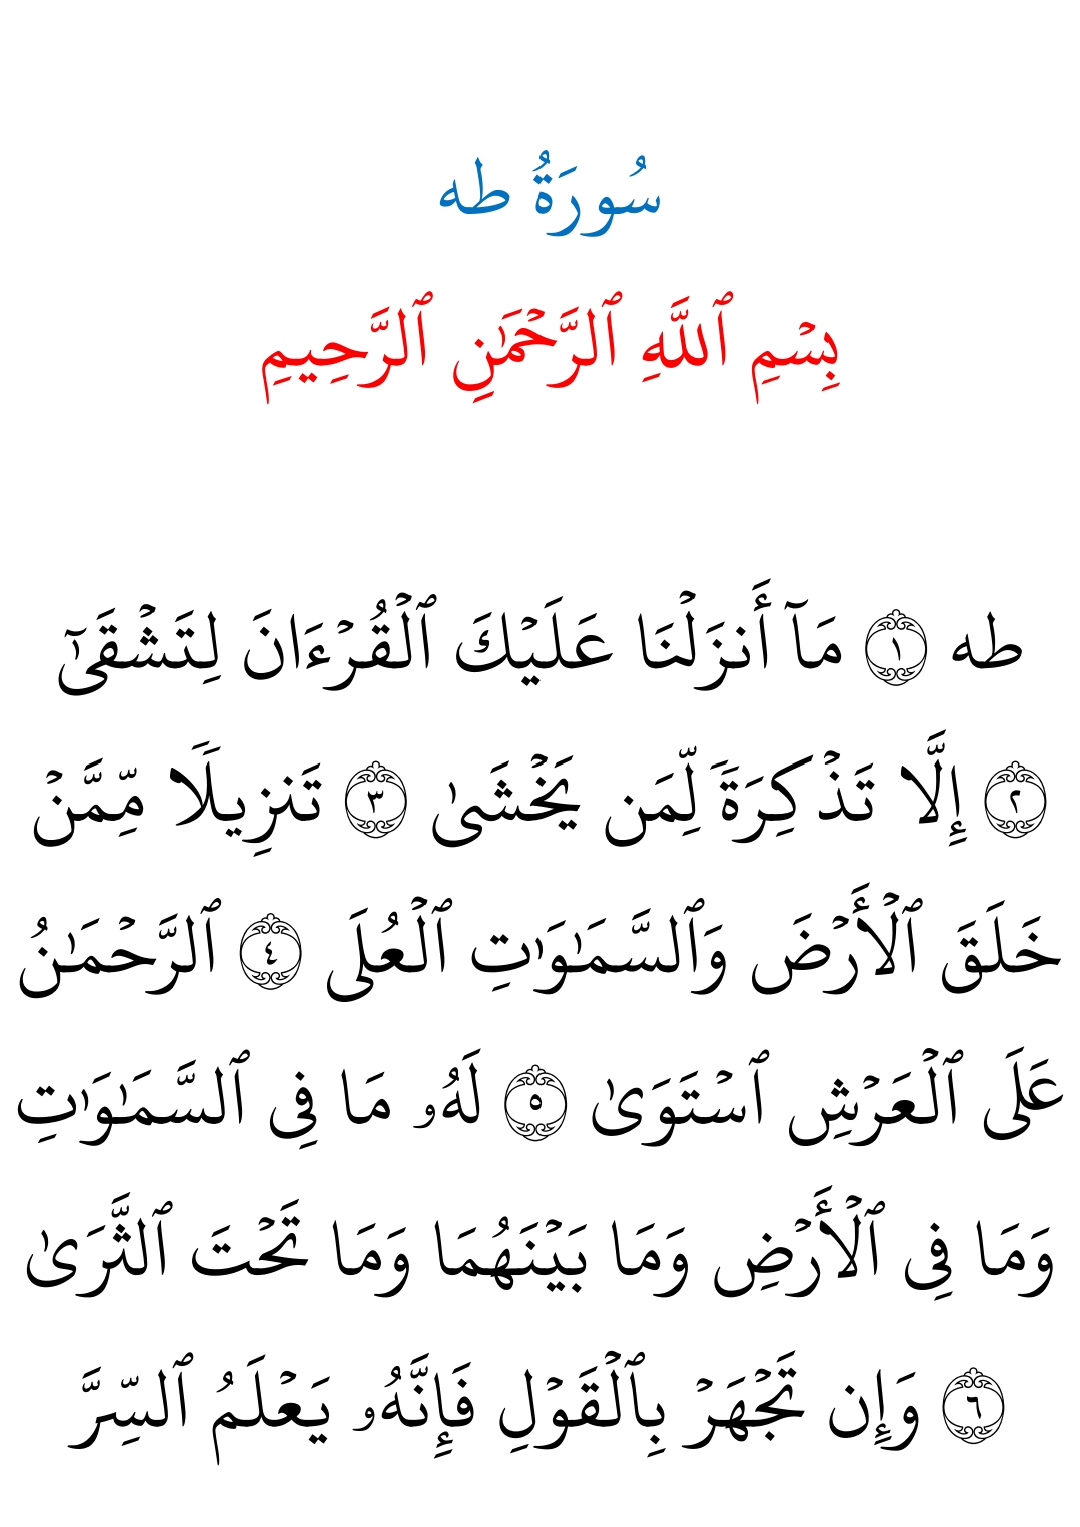 سُورَةُ طه
بِسْمِ ٱللَّهِ ٱلرَّحْمَٰنِ ٱلرَّحِيمِ
طه ١ مَآ أَنزَلْنَا عَلَيْكَ ٱلْقُرْءَانَ لِتَشْقَىٰٓ
٢ إِلَّا تَذْكِرَةً لِّمَن يَخْشَىٰ ٣ تَنزِيلًا مِّمَّنْ
خَلَقَ ٱلْأَرْضَ وَٱلسَّمَٰوَٰتِ ٱلْعُلَى ٤ ٱلرَّحْمَٰنُ
عَلَى ٱلْعَرْشِ ٱسْتَوَىٰ ٥ لَهُۥ مَا فِى ٱلسَّمَٰوَٰتِ
وَمَا فِى ٱلْأَرْضِ وَمَا بَيْنَهُمَا وَمَا تَحْتَ ٱلثَّرَىٰ
٦ وَإِن تَجْهَرْ بِٱلْقَوْلِ فَإِنَّهُۥ يَعْلَمُ ٱلسِّرَّ